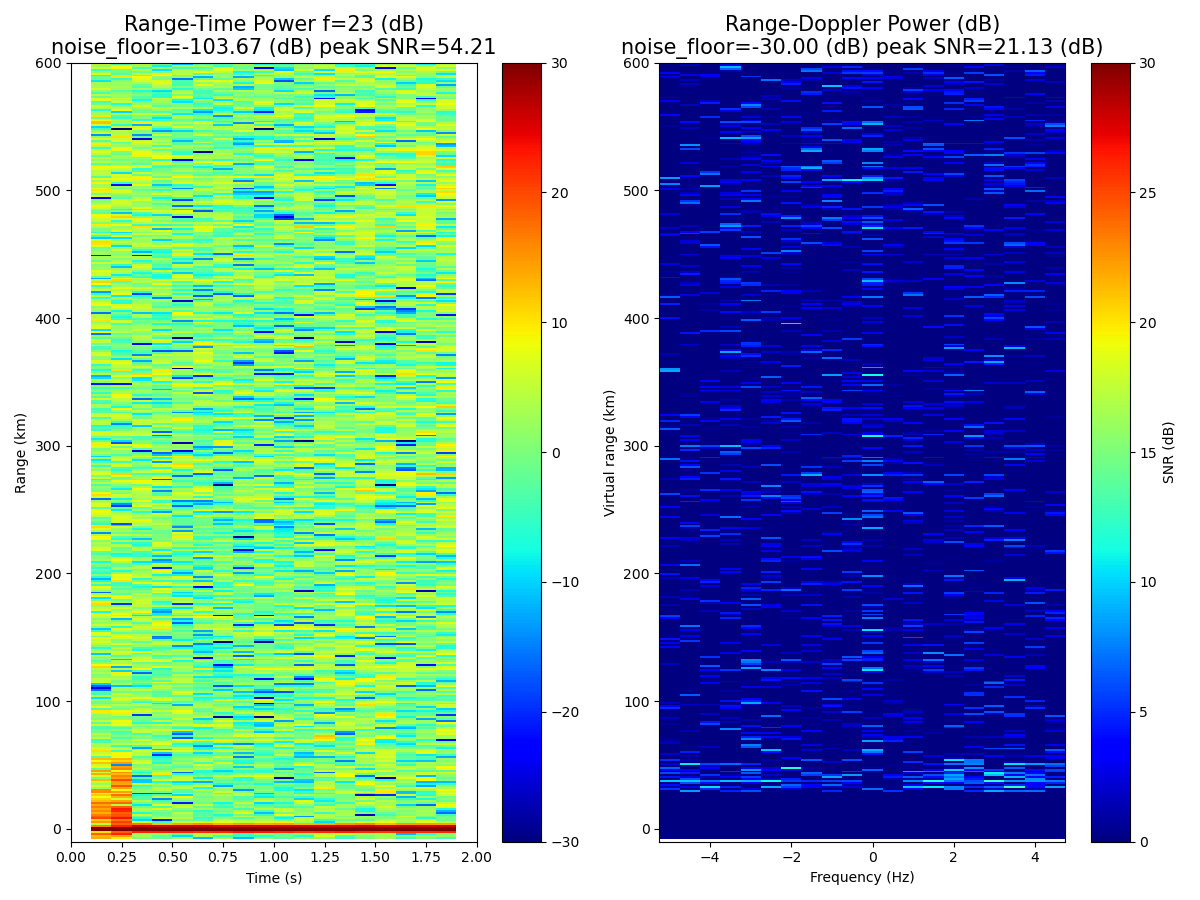 Range-Time Power f=23 (dB)
noise_floor=-103.67 (dB) peak SNR=54.21
600
500
400
300
200
100
0
Range (km)
0.00 0.25 0.50 0.75 1.00 1.25 1.50 1.75 2.00
Time (s)
30
20
10
0
−10
−20
−30
Range-Doppler Power (dB)
noise_floor=-30.00 (dB) peak SNR=21.13 (dB)
600
500
400
300
200
100
0
Virtual range (km)
−4 −2 0 2 4
Frequency (Hz)
30
25
20
15
10
5
0
SNR (dB)